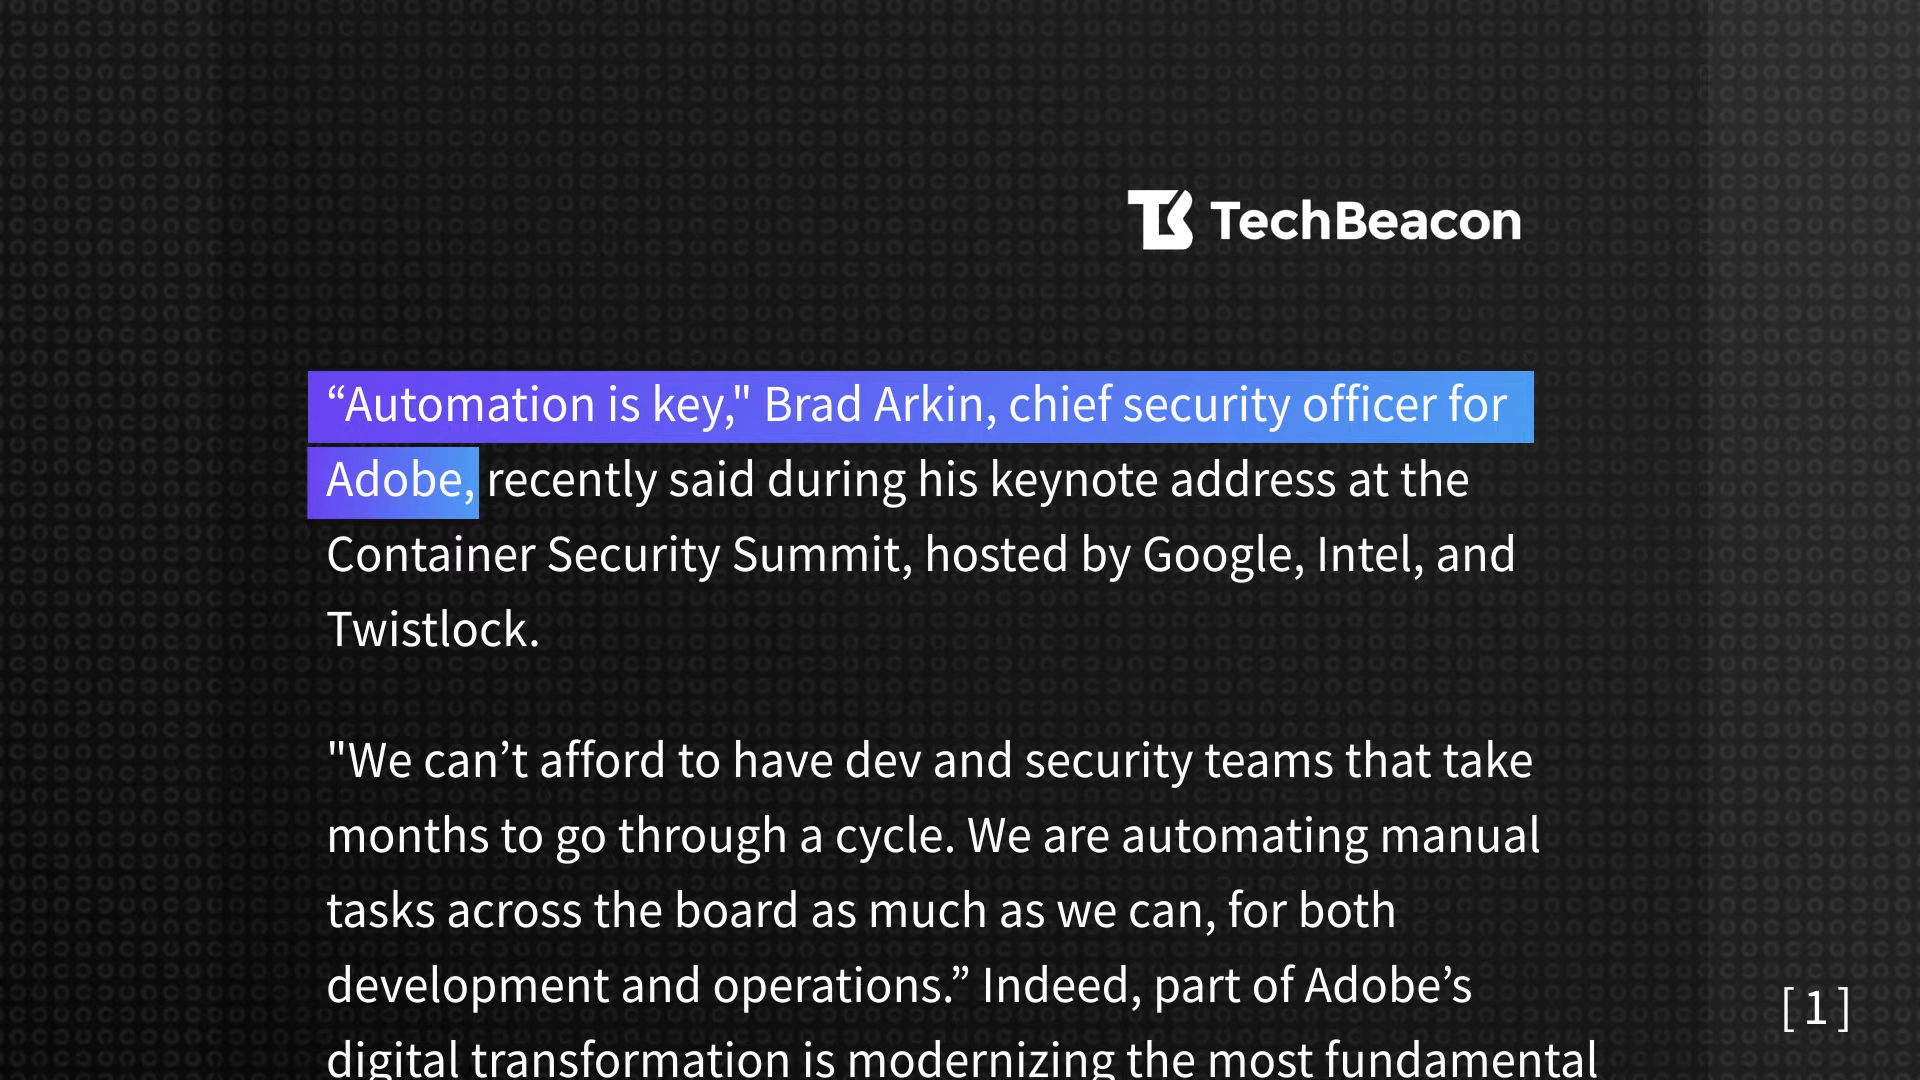 TechBeacon
“Automation is key," Brad Arkin, chief security officer for
Adobe, recently said during his keynote address at the
Container Security Summit, hosted by Google, Intel, and
Twistlock.
"We can’t afford to have dev and security teams that take
months to go through a cycle. We are automating manual
tasks across the board as much as we can, for both
development and operations.” Indeed, part of Adobe’s
digital transformation is modernizing the most fundamental
[1]